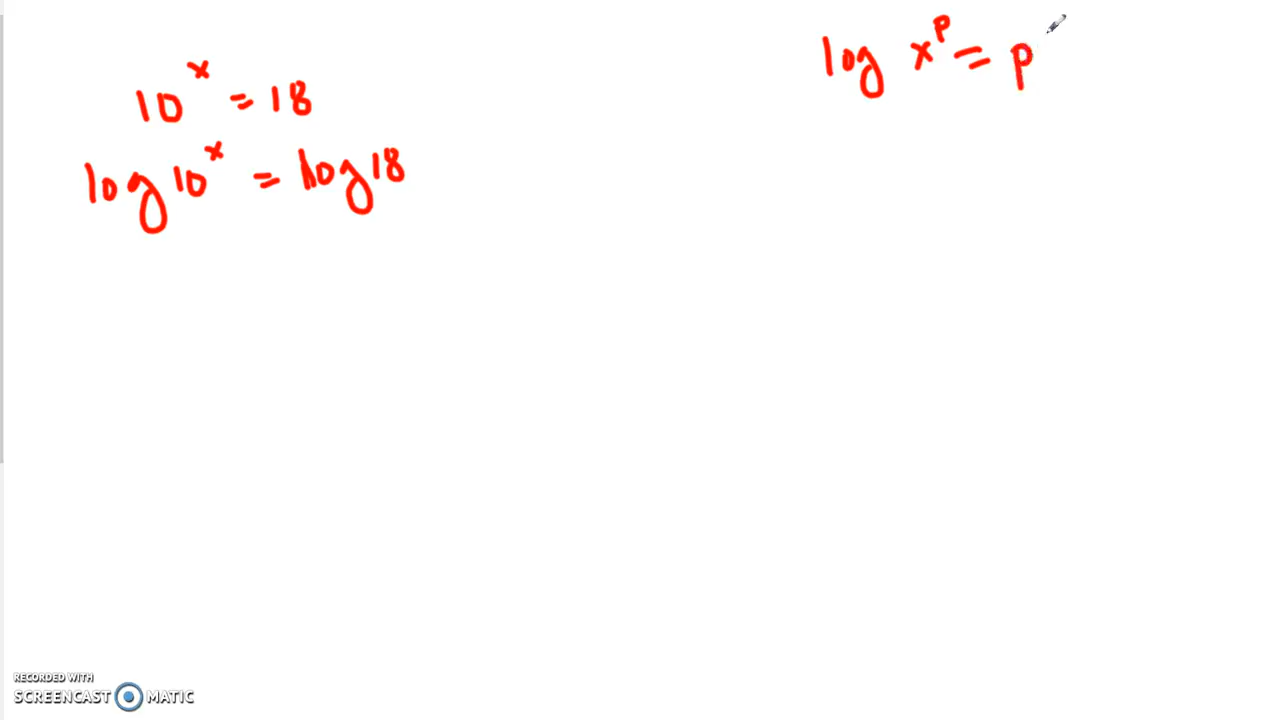 10^x = 18
log 10^x = log 18
log x^p = p
RECORDED WITH
SCREENCAST MATIC